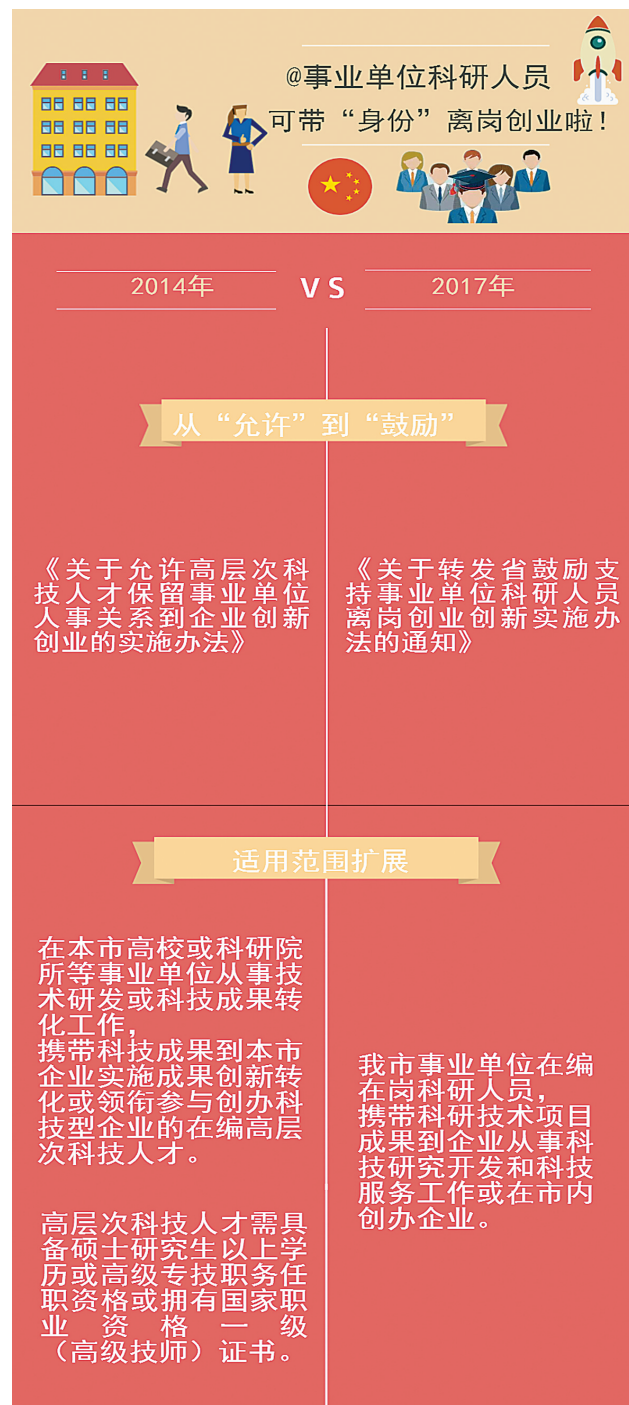 @事业单位科研人员
可带“身份”离岗创业啦！
2014年
VS
2017年
从“允许”到“鼓励”
《关于允许高层次科
技人才保留事业单位
人事关系到企业创新
创业的实施办法》
《关于转发省鼓励支
持事业单位科研人员
离岗创业创新实施办
法的通知》
适用范围扩展
在本市高校或科研院
所等事业单位从事技
术研发或科技成果转
化工作，
携带科技成果到本市
企业实施成果创新转
化或领衔参与创办科
技型企业的在编高层
次科技人才。
高层次科技人才需具
备硕士研究生以上学
历或高级专技职务任
职资格或拥有国家职
业资格一级
（高级技师）证书。
我市事业单位在编
在岗科研人员，
携带科研技术项目
成果到企业从事科
技研究开发和科技
服务工作或在市内
创办企业。